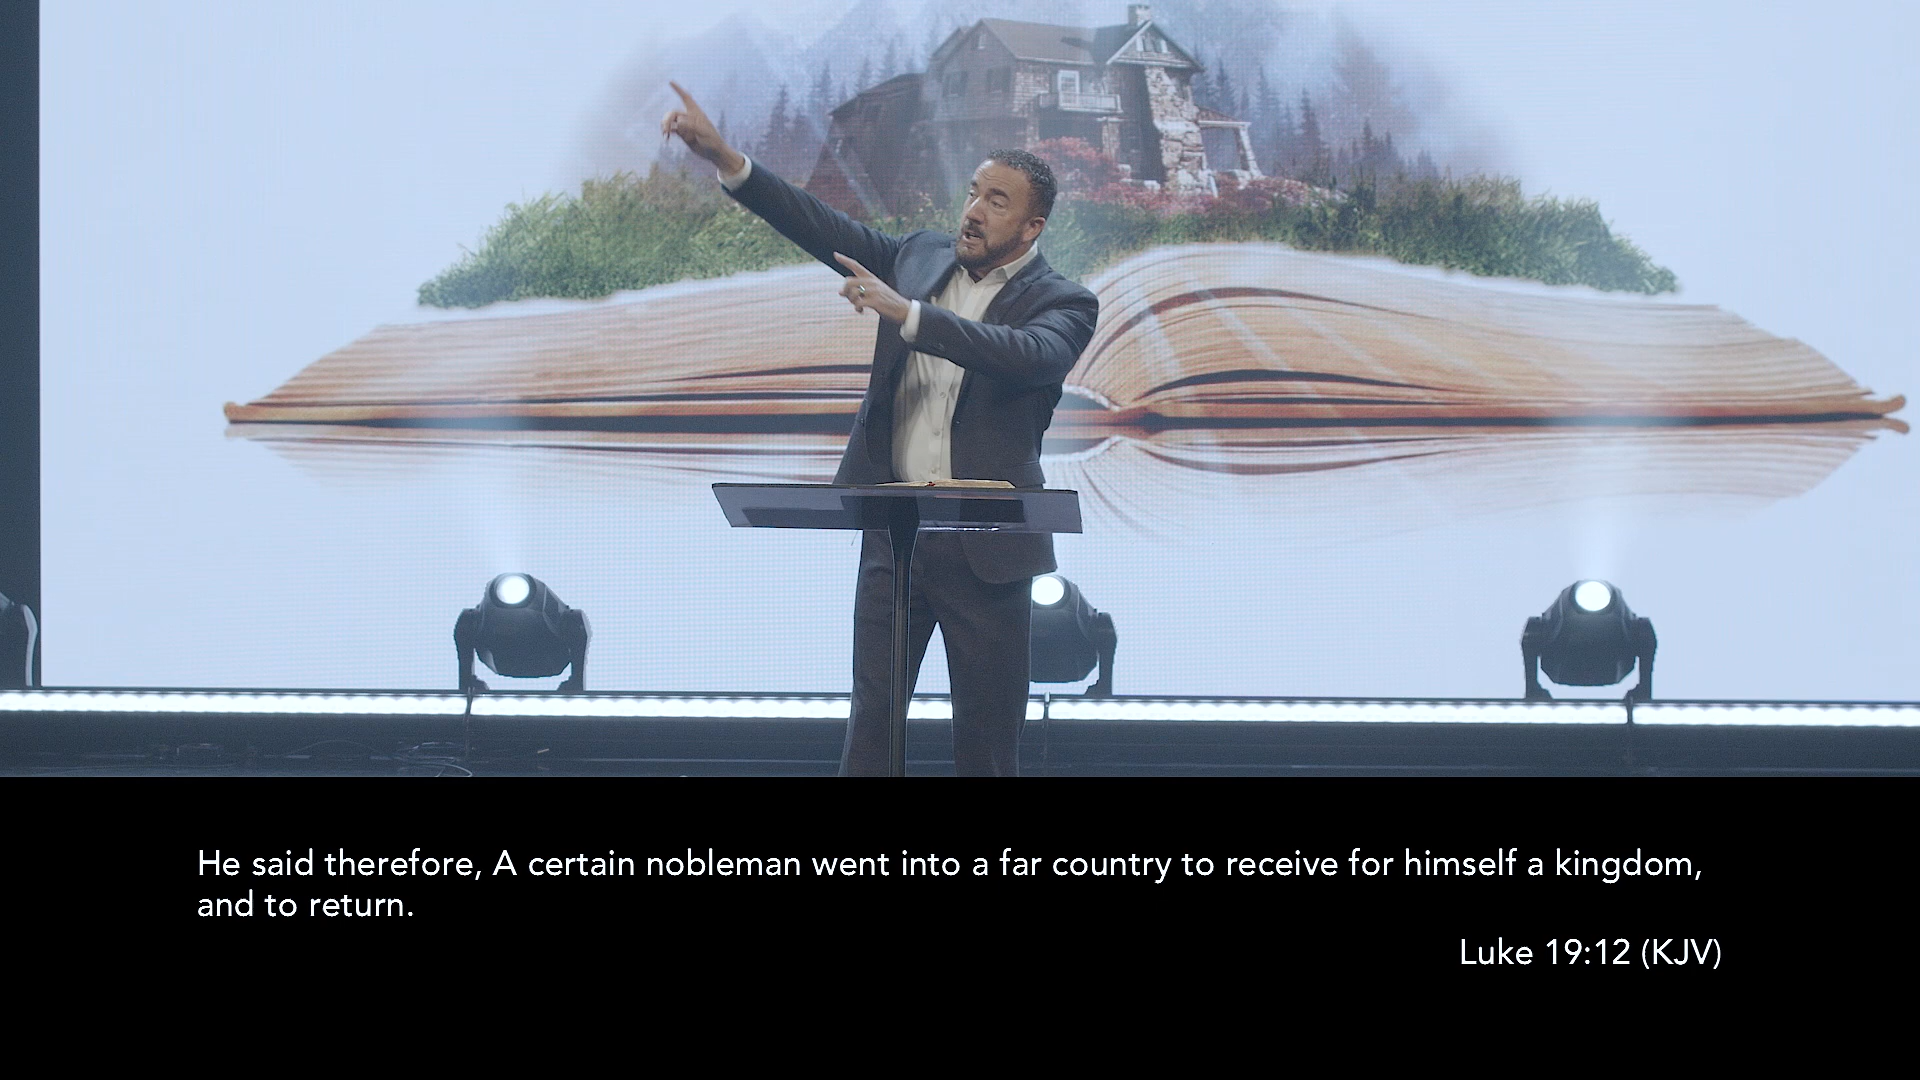 He said therefore, A certain nobleman went into a far country to receive for himself a kingdom,
and to return.
Luke 19:12 (KJV)